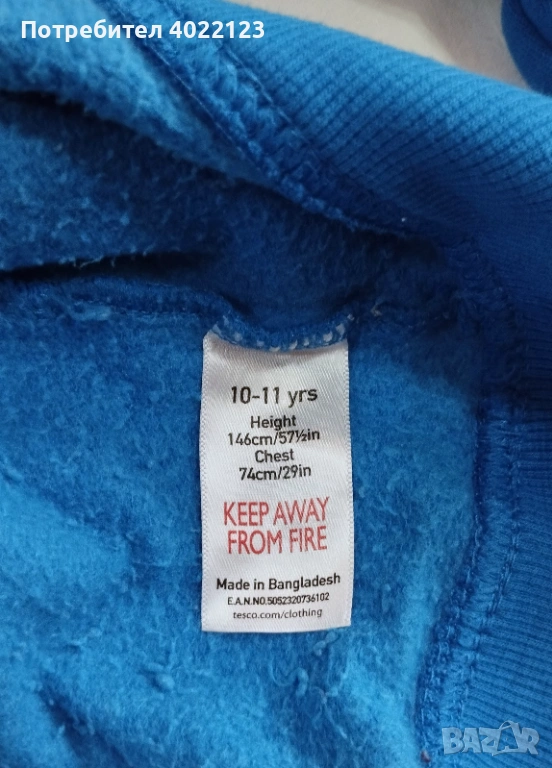 Потребител 4022123
10-11 yrs
Height
146cm/57½in
Chest
74cm/29in
KEEP AWAY
FROM FIRE
Made in Bangladesh
E.A.N.NO.5052320736102
tesco.com/clothing
BAZAR